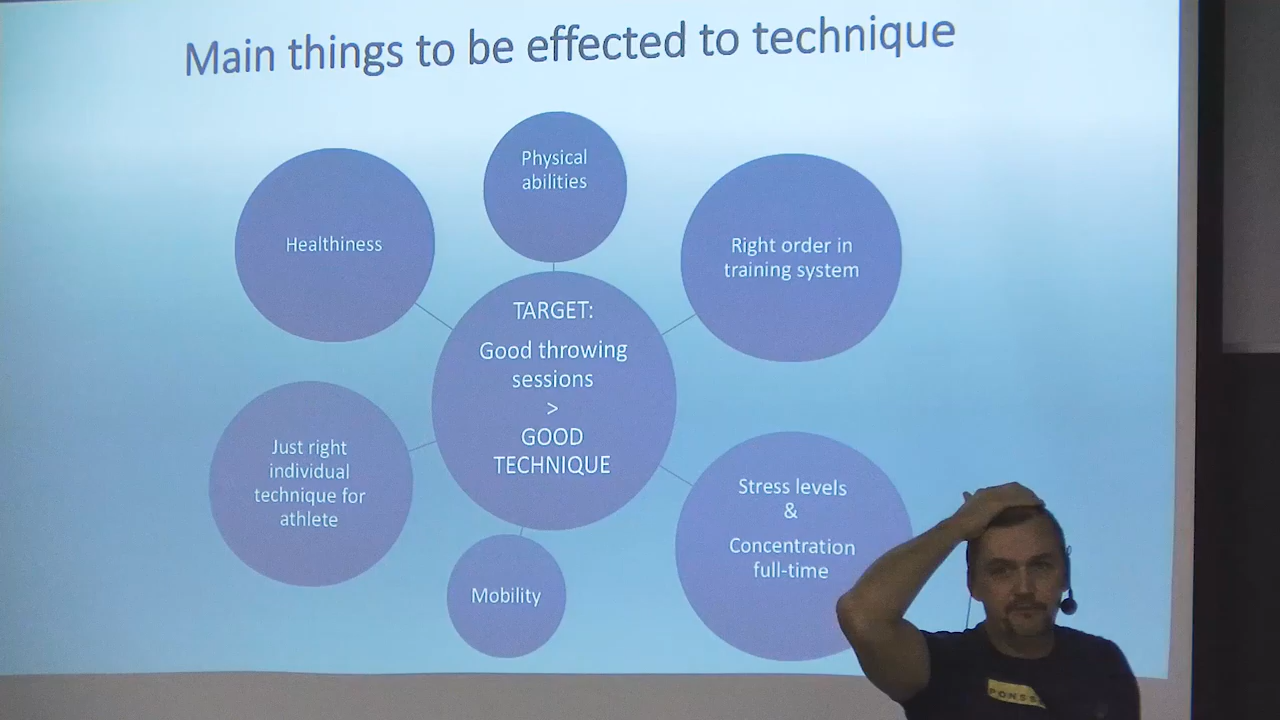 Main things to be effected to technique
Physical
abilities
Healthiness
Right order in
training system
TARGET:
Good throwing
sessions
>
GOOD
TECHNIQUE
Just right
individual
technique for
athlete
Stress levels
&
Concentration
full-time
Mobility